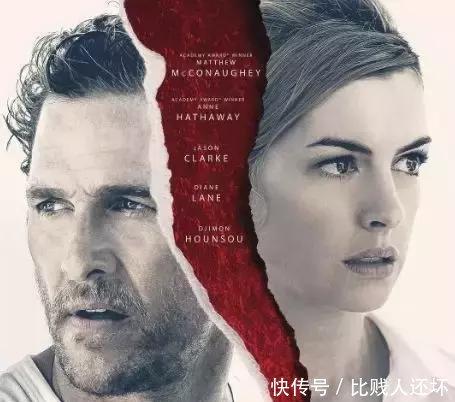 ACADEMY AWARD® WINNER
MATTHEW
McCONAUGHEY
ACADEMY AWARD® WINNER
ANNE
HATHAWAY
JASON
CLARKE
DIANE
LANE
DJIMON
HOUNSOU
快传号 / 比贱人还坏